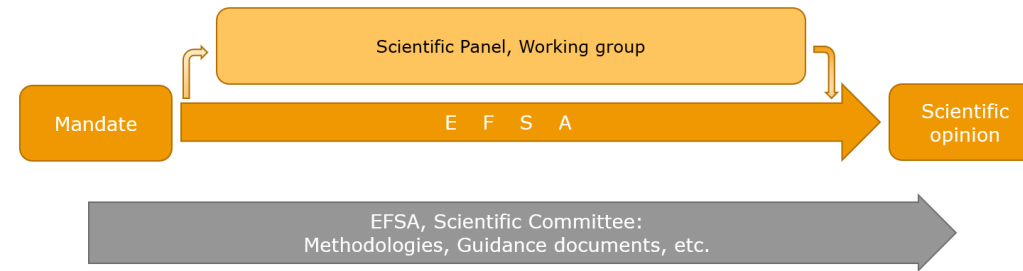 Scientific Panel, Working group
Mandate
E F S A
Scientific
opinion
EFSA, Scientific Committee:
Methodologies, Guidance documents, etc.